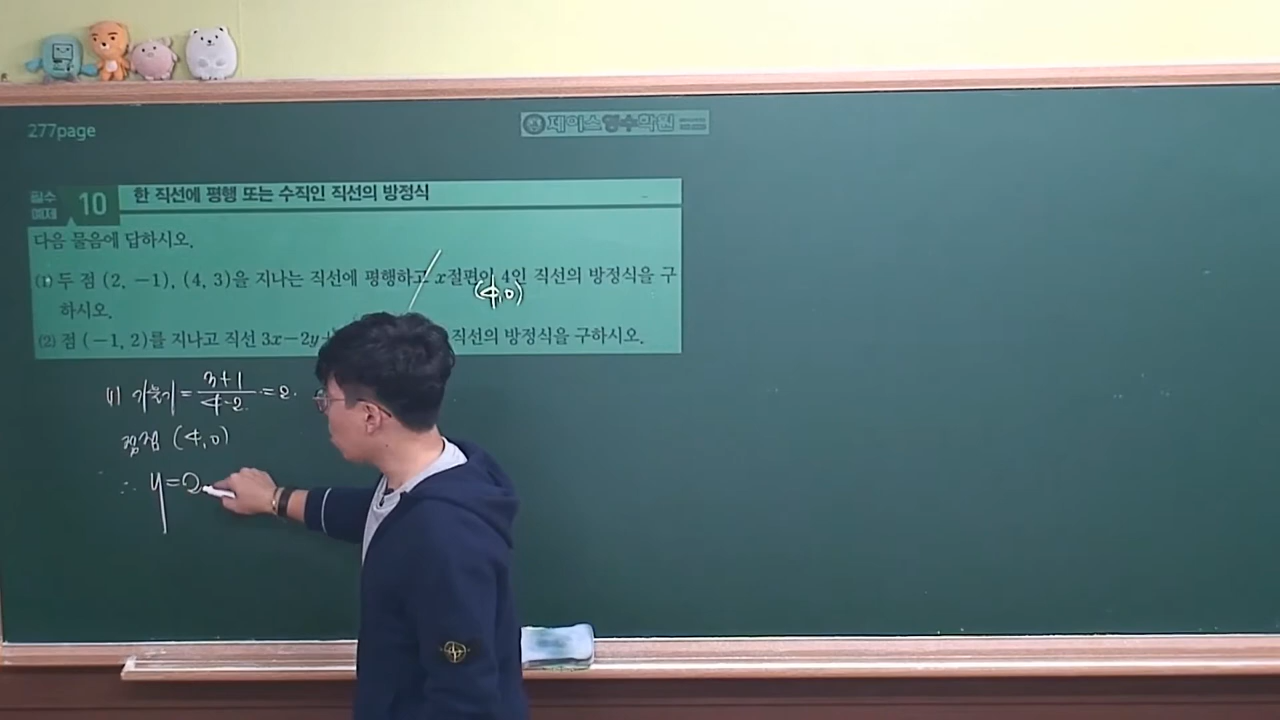 277page
제이스영수학원
필수 예제 10 한 직선에 평행 또는 수직인 직선의 방정식
다음 물음에 답하시오.
(1) 두 점 (2, −1), (4, 3)을 지나는 직선에 평행하고 x절편이 4인 직선의 방정식을 구
하시오.
(4,0)
(2) 점 (−1, 2)를 지나고 직선 3x−2y+ 직선의 방정식을 구하시오.
(1) 기울기 = 3+1/4-2 = 2.
(4,0)
∴ y=2